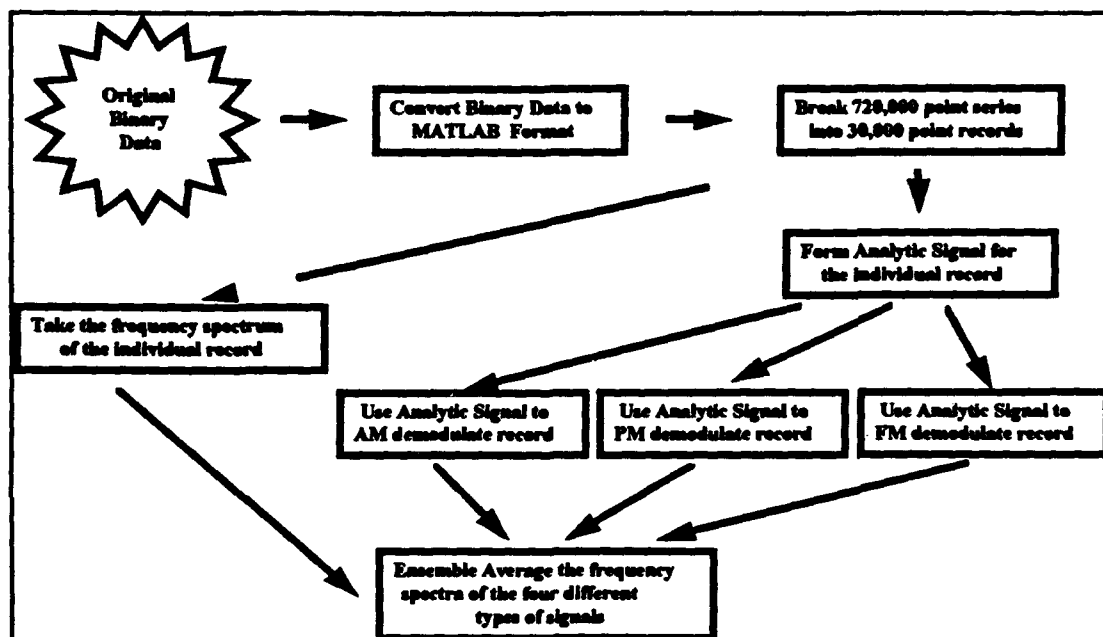 Original
Binary
Data
Convert Binary Data to
MATLAB Format
Break 720,000 point series
into 30,000 point records
Form Analytic Signal for
the individual record
Take the frequency spectrum
of the individual record
Use Analytic Signal to
AM demodulate record
Use Analytic Signal to
PM demodulate record
Use Analytic Signal to
FM demodulate record
Ensemble Average the frequency
spectra of the four different
types of signals